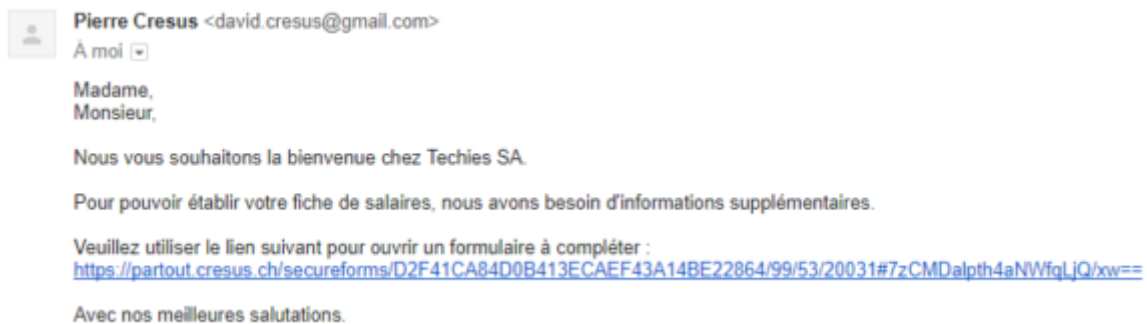 Pierre Cresus <david.cresus@gmail.com>
À moi
Madame,
Monsieur,
Nous vous souhaitons la bienvenue chez Techies SA.
Pour pouvoir établir votre fiche de salaires, nous avons besoin d'informations supplémentaires.
Veuillez utiliser le lien suivant pour ouvrir un formulaire à compléter :
https://partout.cresus.ch/secureforms/D2F41CA84D0B413ECAEF43A14BE22864/99/53/20031#7zCMDalpth4aNWfqLjQ/xw==
Avec nos meilleures salutations.